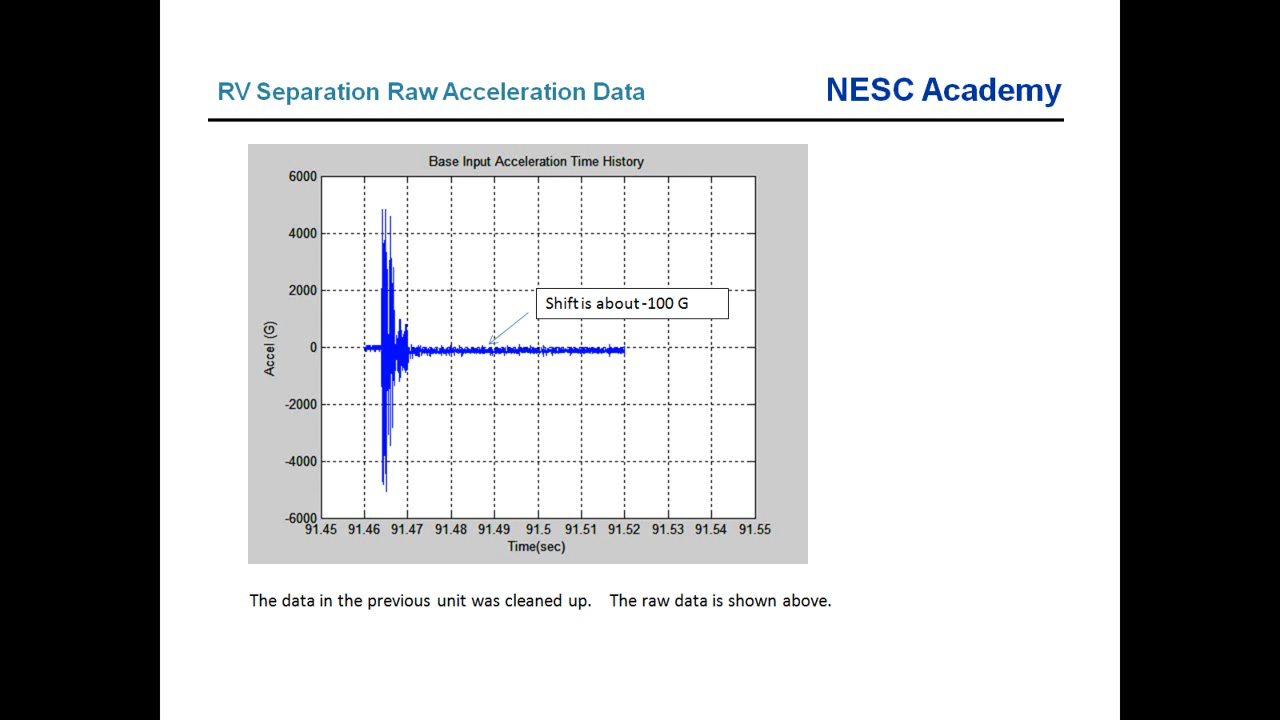 RV Separation Raw Acceleration Data
NESC Academy
Base Input Acceleration Time History
6000
4000
2000
0
-2000
-4000
-6000
Accel (G)
Shift is about -100 G
91.45 91.46 91.47 91.48 91.49 91.5 91.51 91.52 91.53 91.54 91.55
Time(sec)
The data in the previous unit was cleaned up. The raw data is shown above.